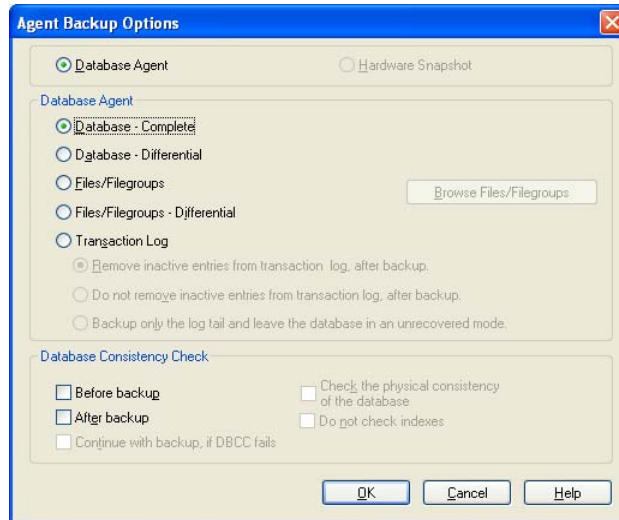 Agent Backup Options
Database Agent
Hardware Snapshot
Database Agent
Database - Complete
Database - Differential
Files/Filegroups
Browse Files/Filegroups
Files/Filegroups - Differential
Transaction Log
Remove inactive entries from transaction log, after backup.
Do not remove inactive entries from transaction log, after backup.
Backup only the log tail and leave the database in an unrecovered mode.
Database Consistency Check
Before backup
Check the physical consistency
of the database
After backup
Do not check indexes
Continue with backup, if DBCC fails
OK
Cancel
Help